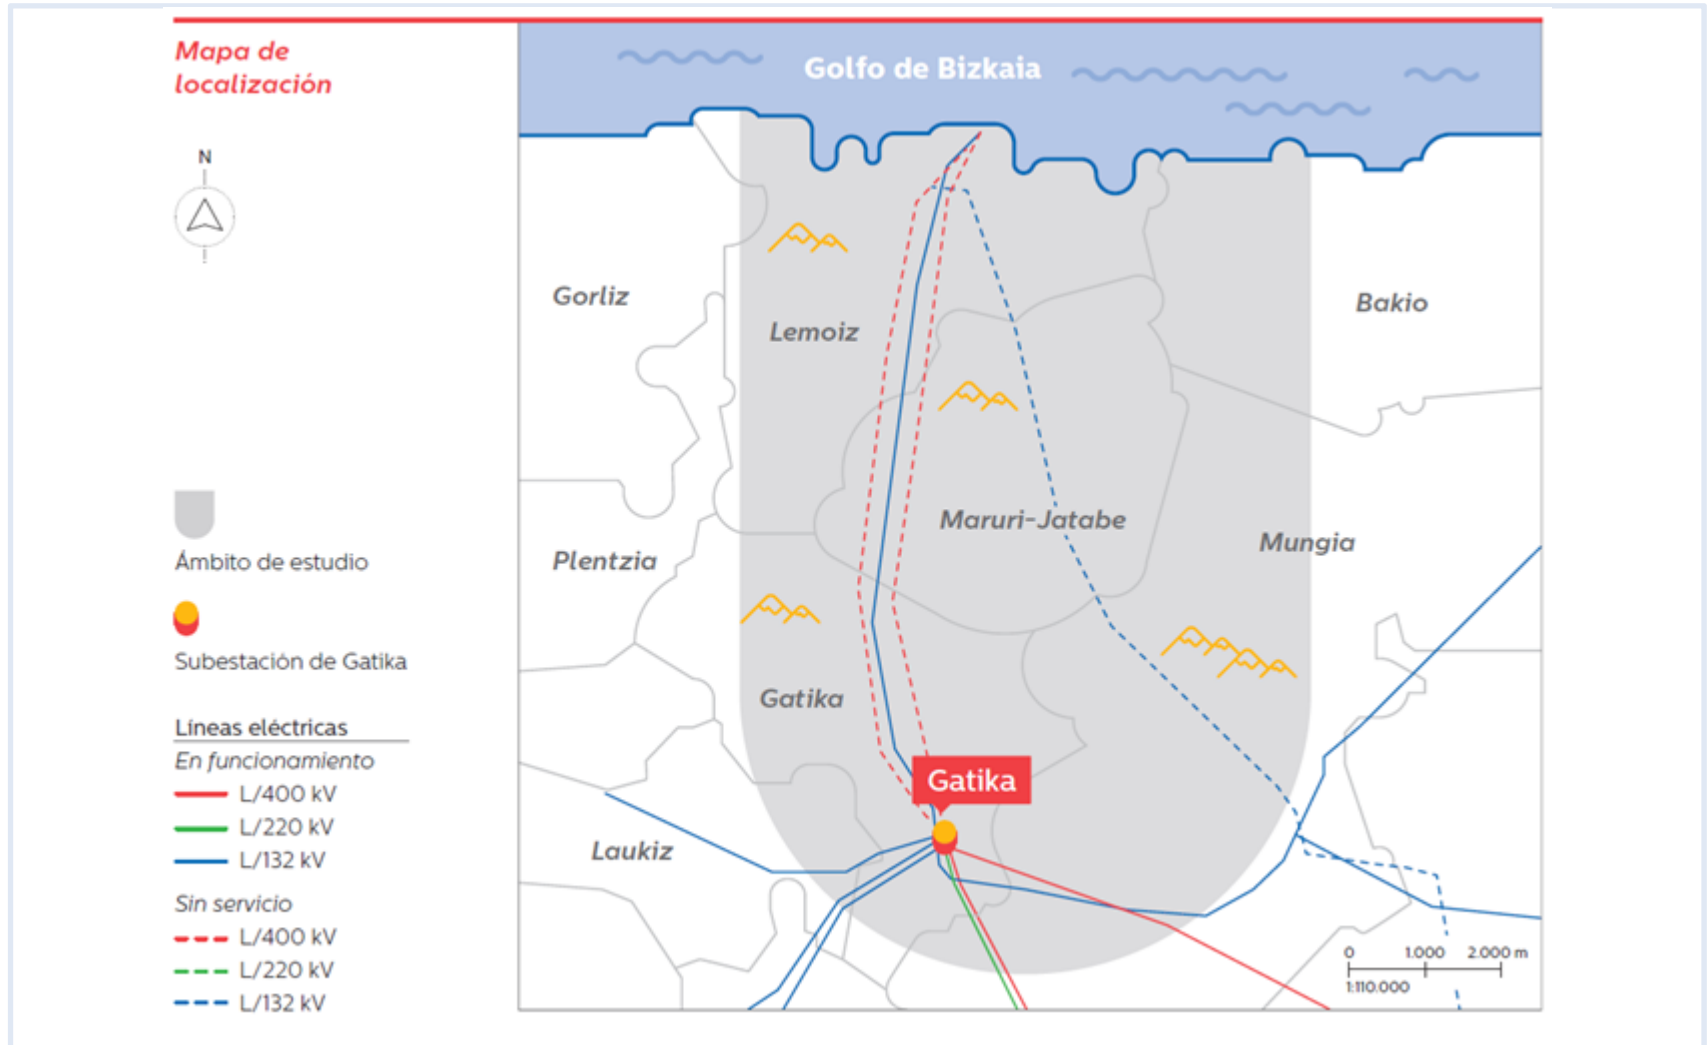 Mapa de
localización
N
Ámbito de estudio
Subestación de Gatika
Líneas eléctricas
En funcionamiento
L/400 kV
L/220 kV
L/132 kV
Sin servicio
L/400 kV
L/220 kV
L/132 kV
Golfo de Bizkaia
Gorliz
Bakio
Lemoiz
Maruri-Jatabe
Mungia
Plentzia
Gatika
Gatika
Laukiz
0 1.000 2.000 m
1:110.000